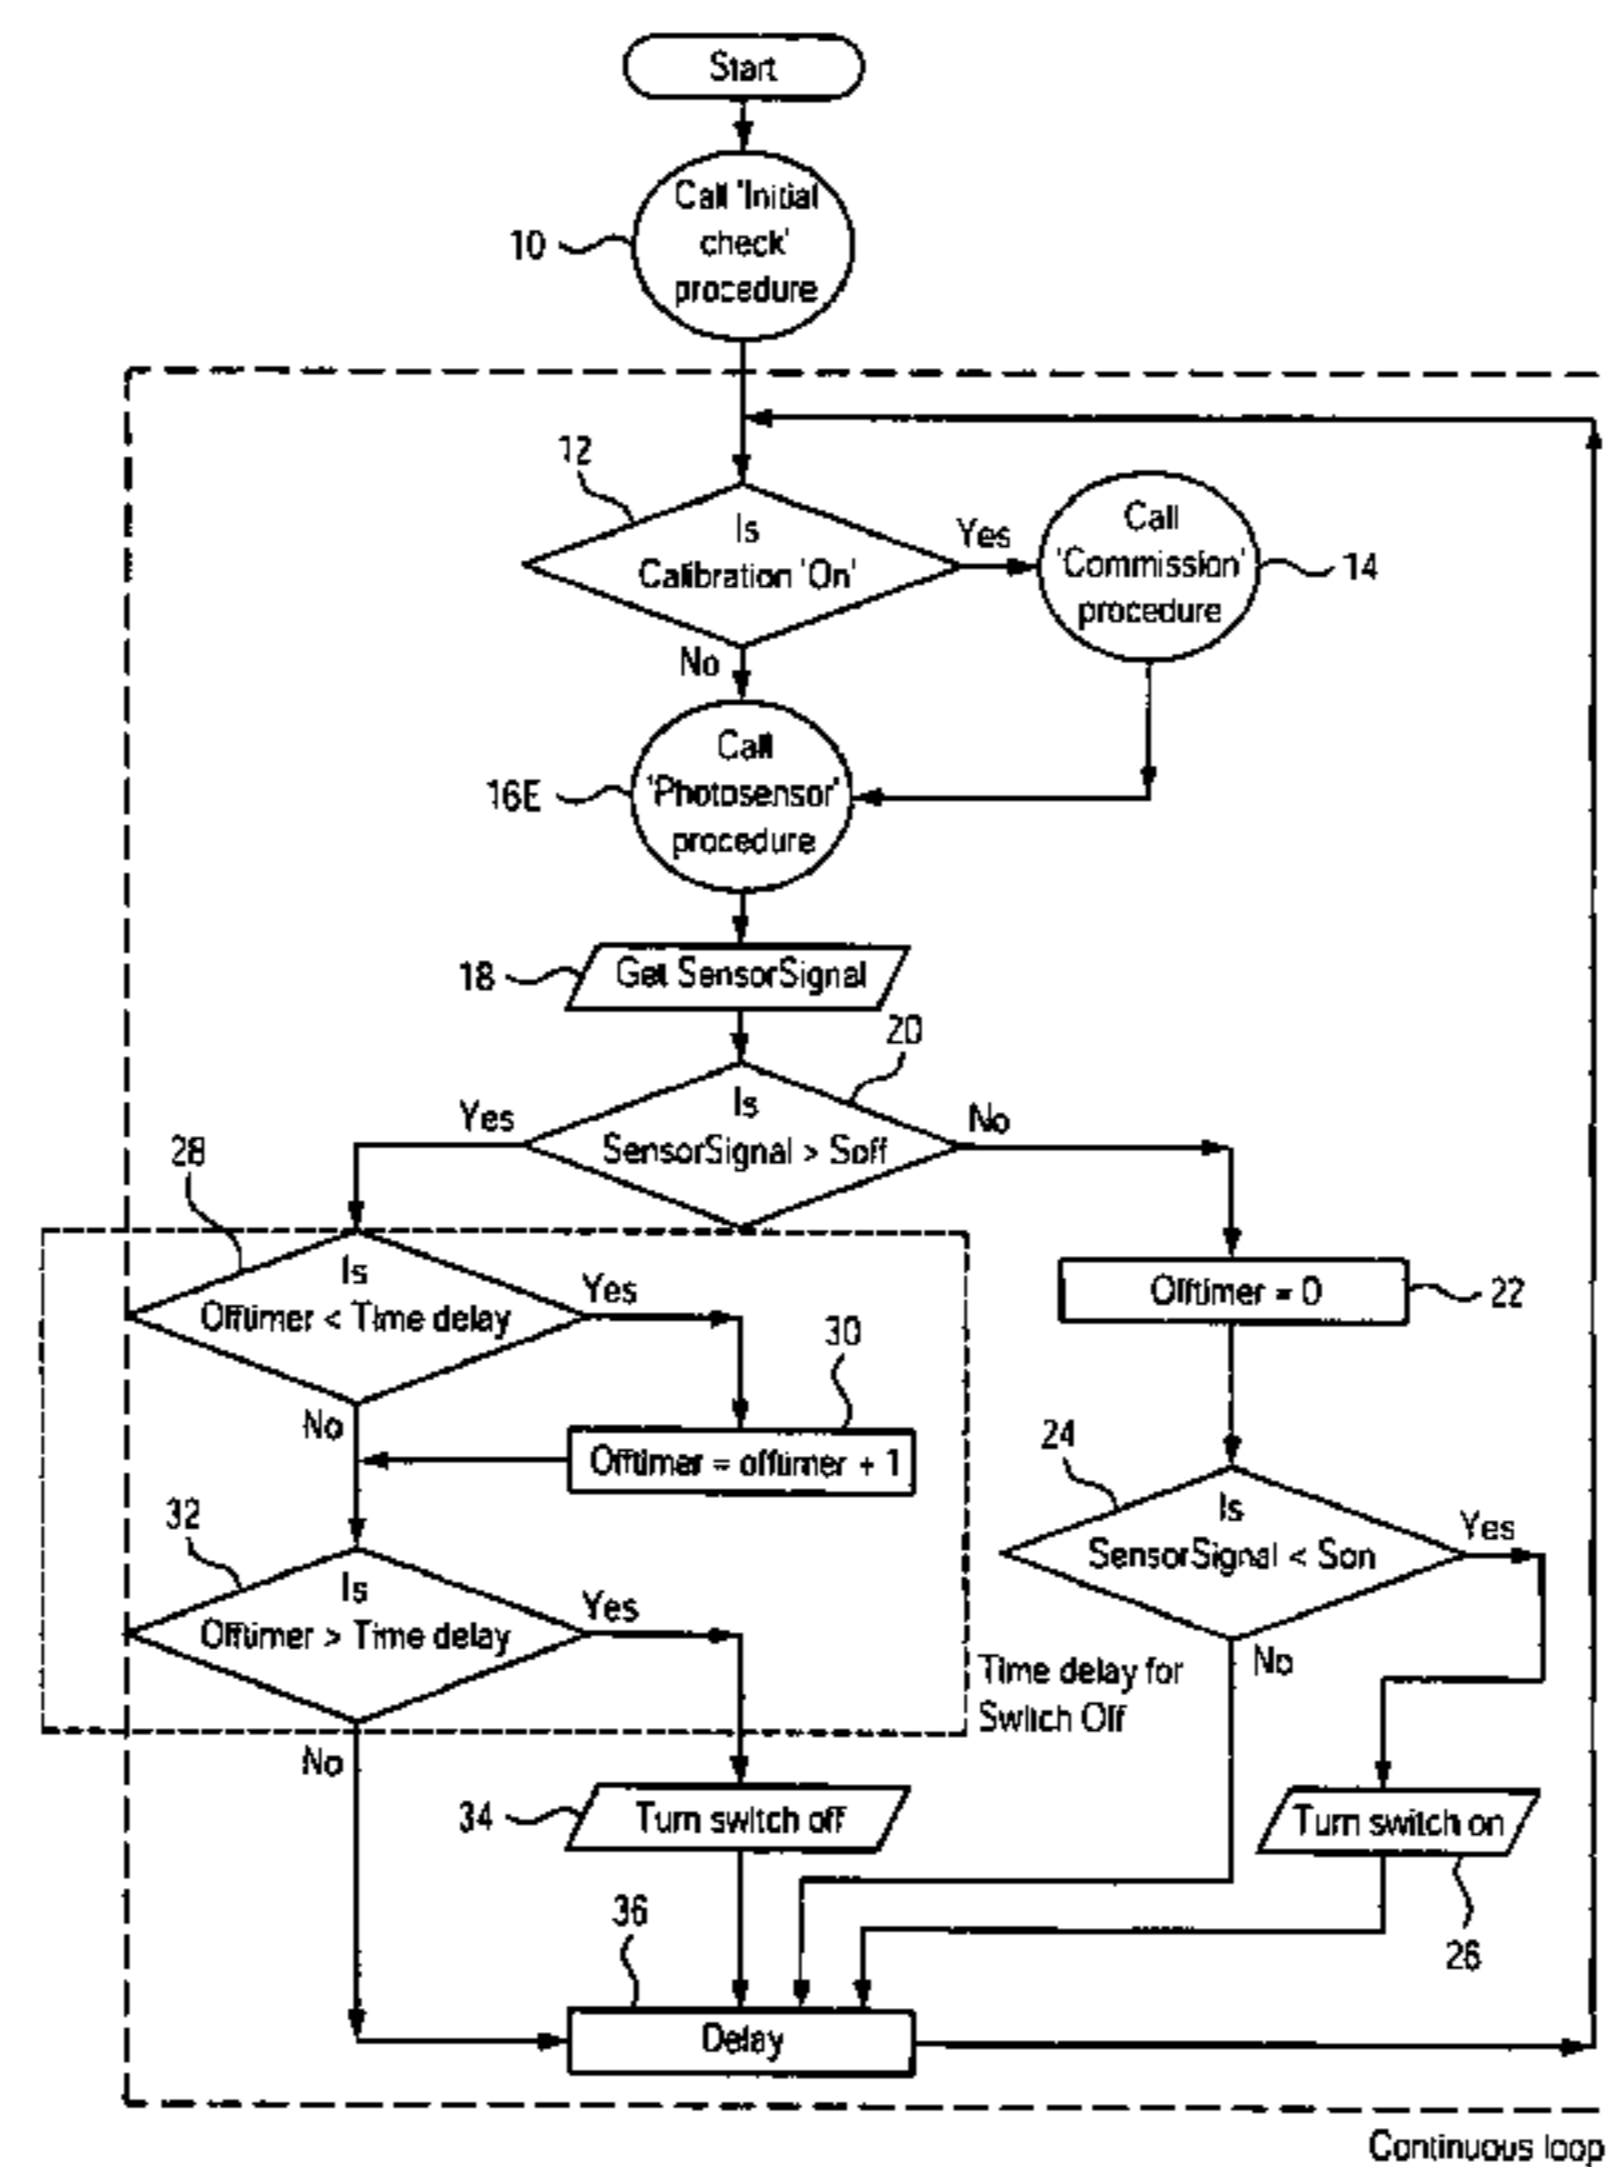 Start
Call 'Initial
check'
procedure
10
12
Is
Calibration 'On'
Yes
No
Call
'Commission'
procedure
14
Call
'Photosensor'
procedure
16E
18
Get SensorSignal
20
Is
SensorSignal > Soff
Yes
No
28
Is
Offtimer < Time delay
Yes
No
30
Offtimer = offtimer + 1
Offtimer = 0
22
24
Is
SensorSignal < Son
Yes
No
32
Is
Offtimer > Time delay
Yes
No
Time delay for
Switch Off
34
Turn switch off
Turn switch on
26
36
Delay
Continuous loop